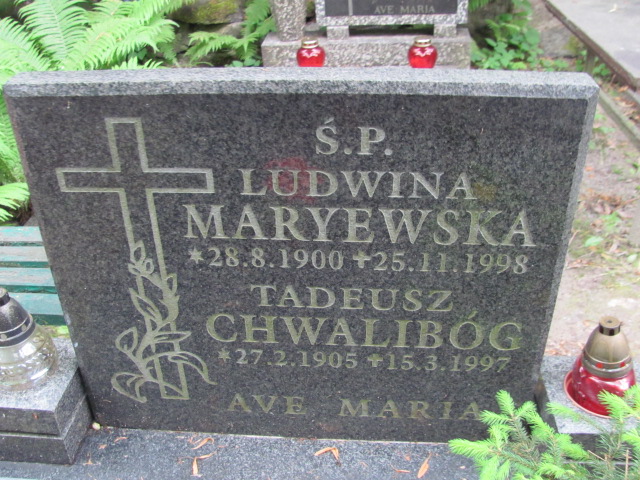 AVE MARIA
Ś.P.
LUDWINA
MARYEWSKA
*28.8.1900 +25.11.1998
TADEUSZ
CHWALIBÓG
*27.2.1905 +15.3.1997
AVE MARIA